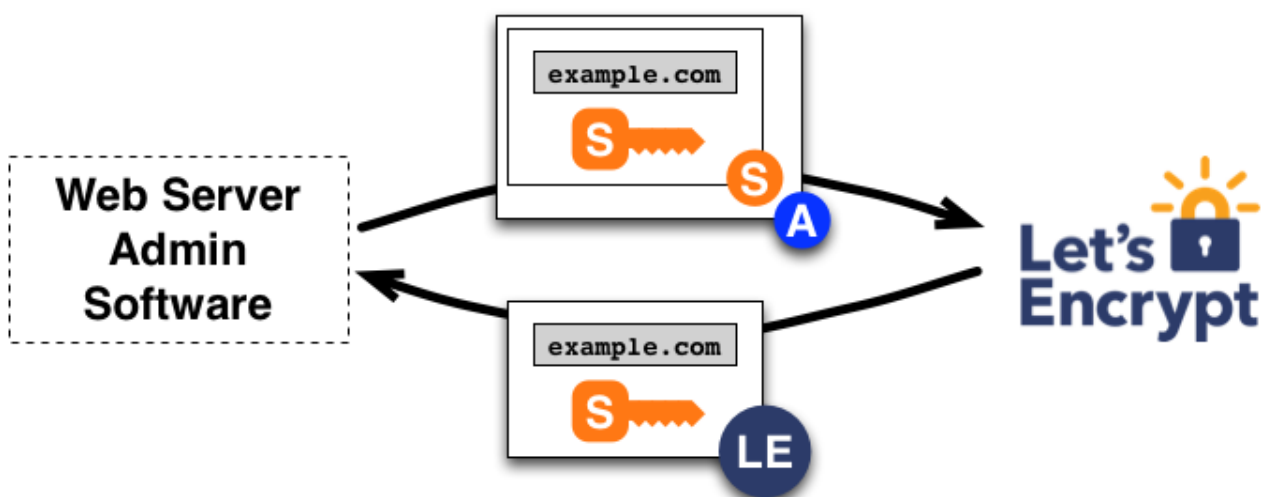 example.com
S
S
A
Web Server
Admin
Software
Let's
Encrypt
example.com
S
LE